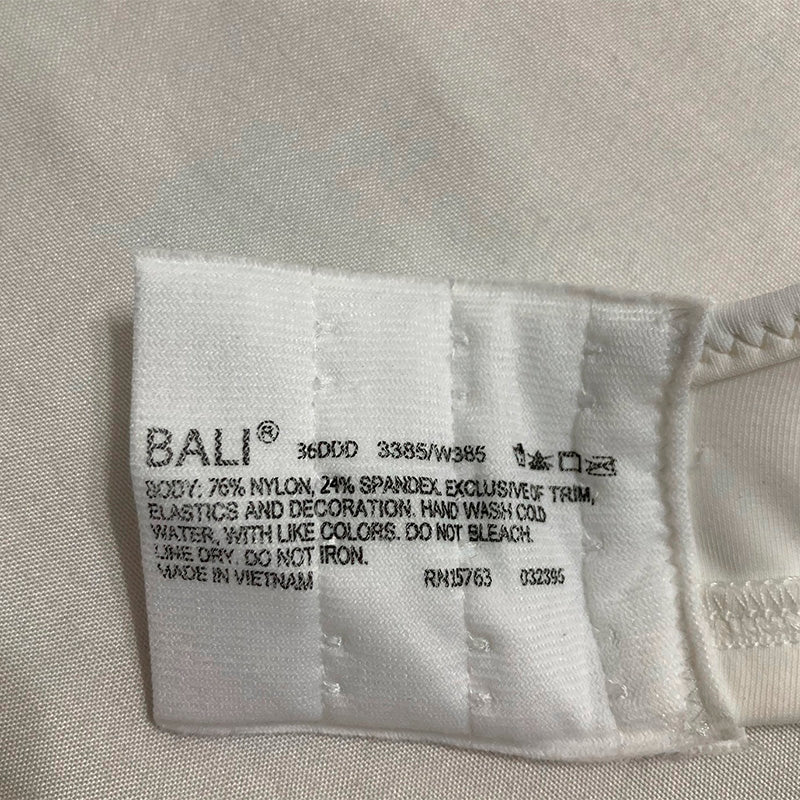 BALI® 36DDD 3385/W385
BODY: 76% NYLON, 24% SPANDEX. EXCLUSIVE OF TRIM,
ELASTICS AND DECORATION. HAND WASH COLD
WATER, WITH LIKE COLORS. DO NOT BLEACH.
LINE DRY. DO NOT IRON.
MADE IN VIETNAM RN15763 032395